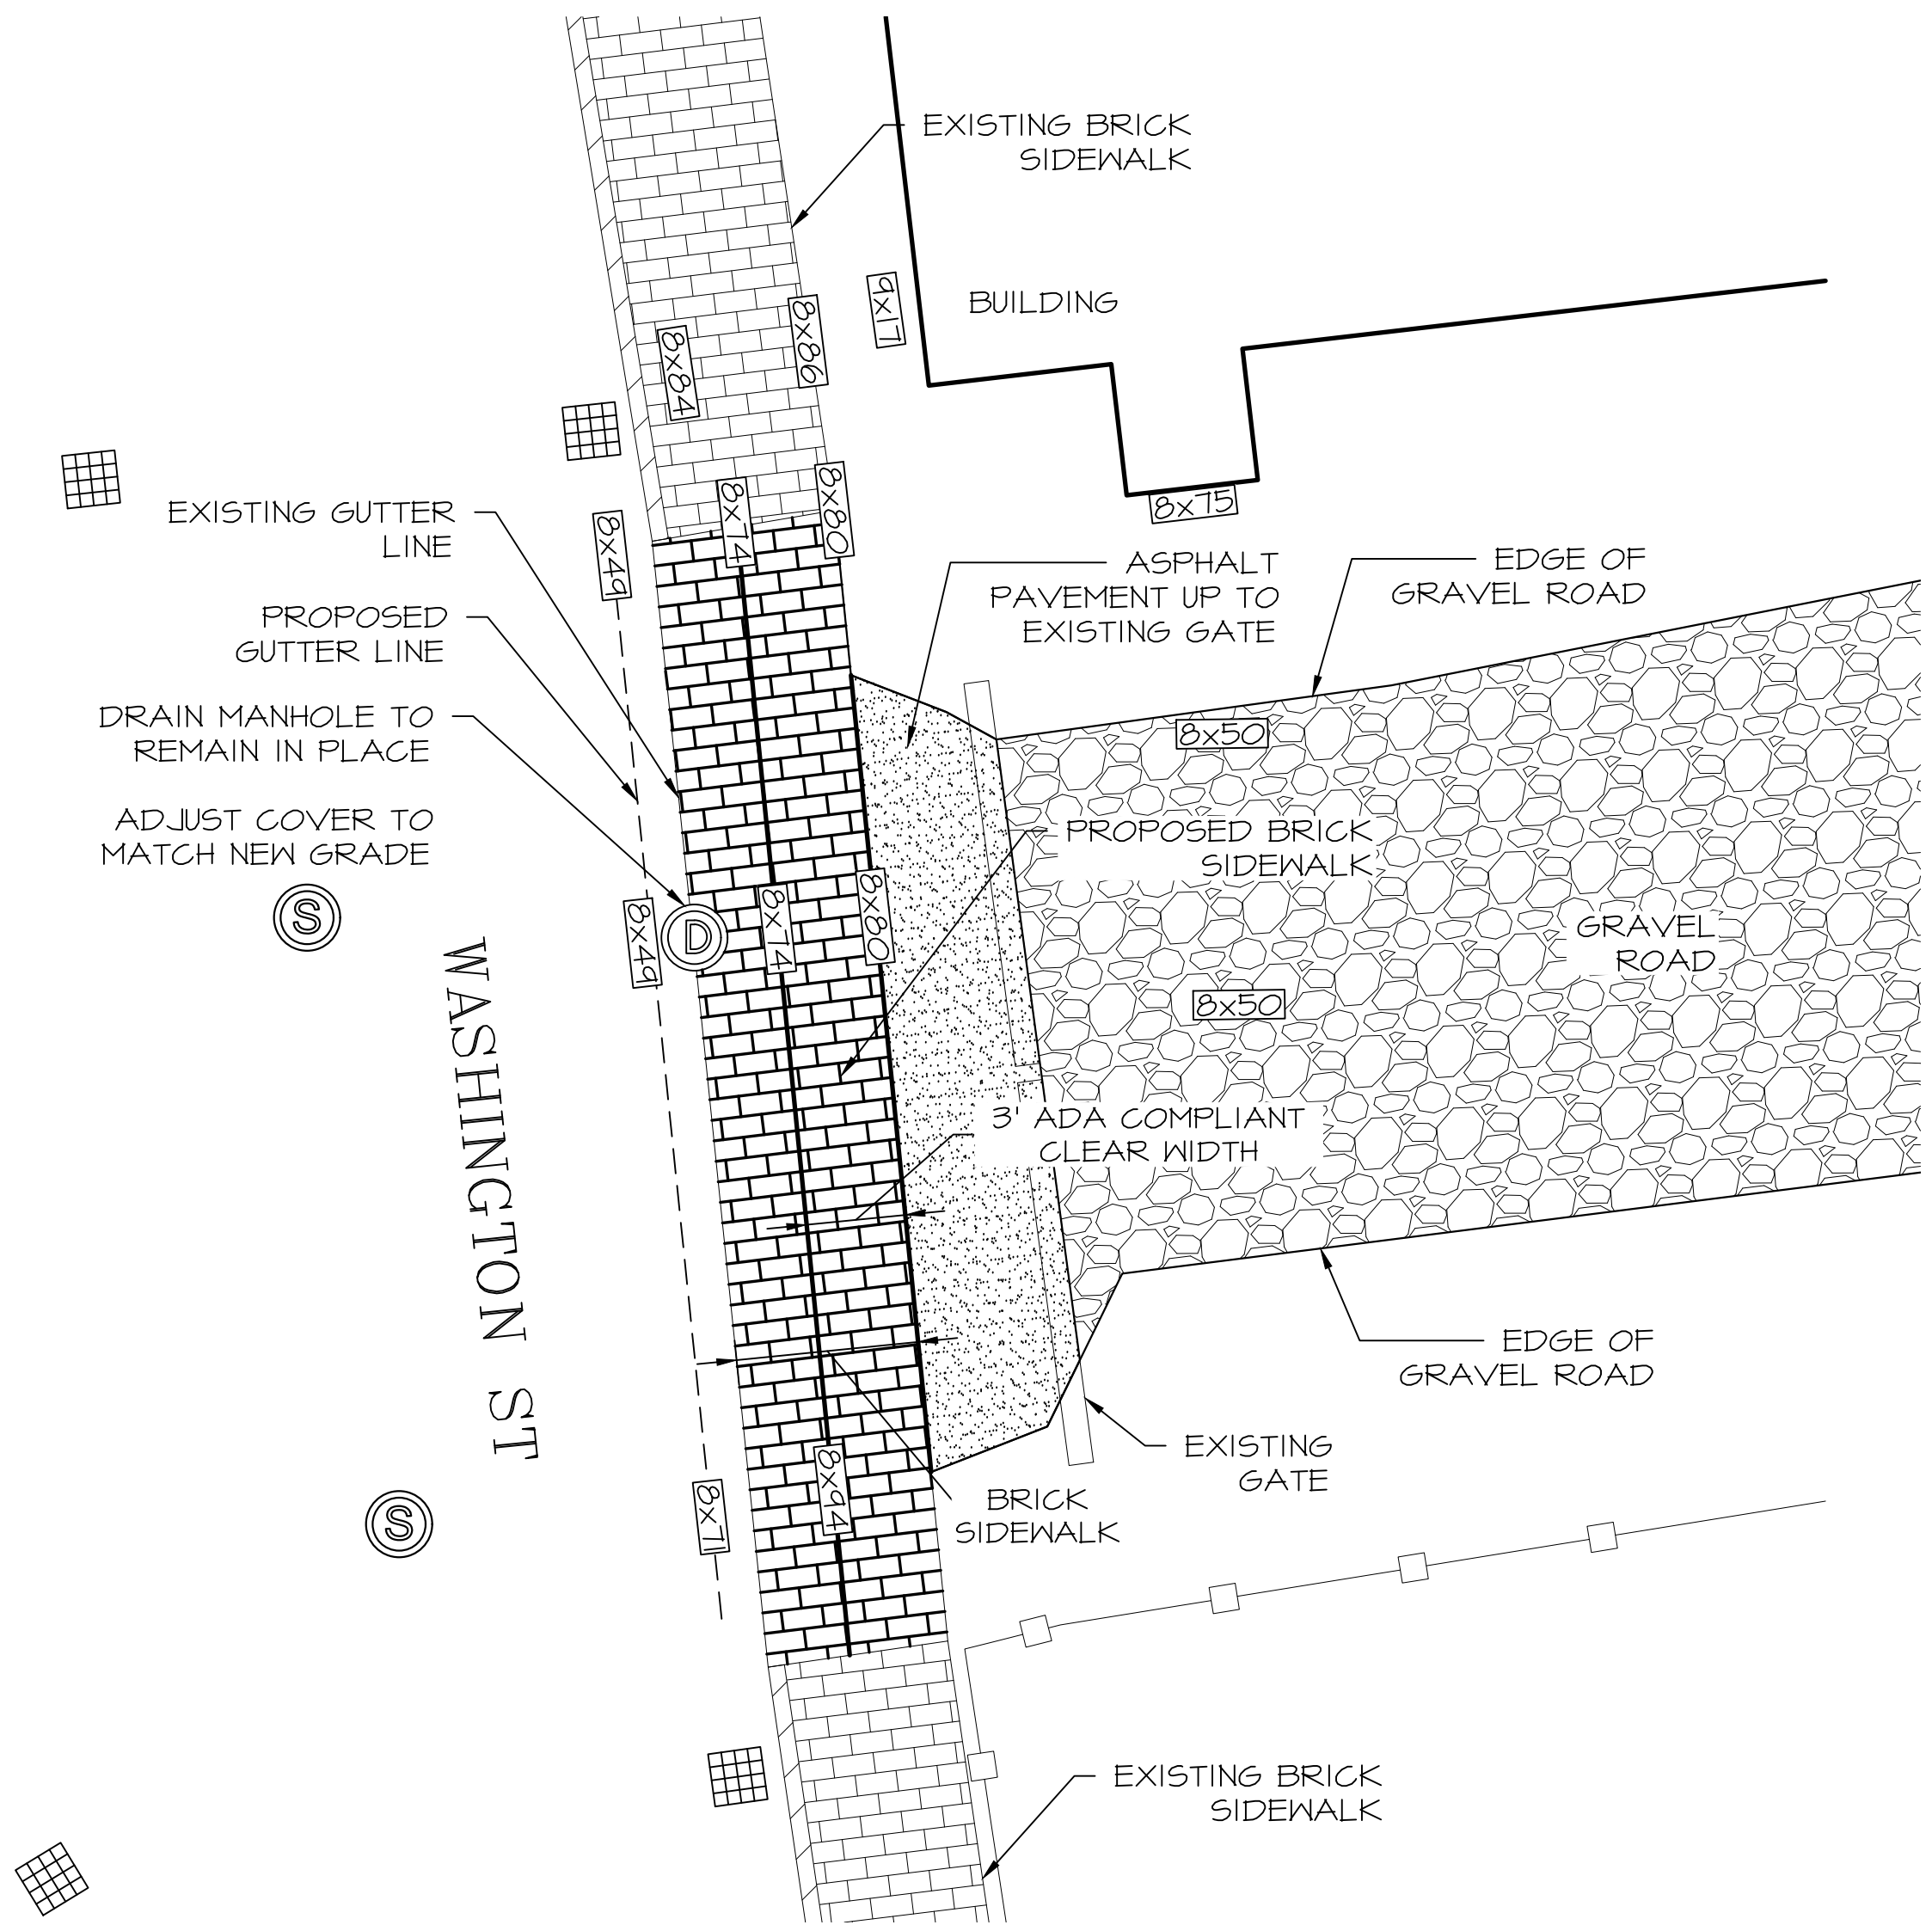 EXISTING BRICK
SIDEWALK
9x17
BUILDING
8x86
8x84
8x75
8x80
8x74
8x49
EXISTING GUTTER
LINE
ASPHALT
PAVEMENT UP TO
EXISTING GATE
EDGE OF
GRAVEL ROAD
PROPOSED
GUTTER LINE
DRAIN MANHOLE TO
REMAIN IN PLACE
8x50
ADJUST COVER TO
MATCH NEW GRADE
PROPOSED BRICK
SIDEWALK
S
8x49
D
8x74
8x80
GRAVEL
ROAD
8x50
WASHINGTON ST
3' ADA COMPLIANT
CLEAR WIDTH
EDGE OF
GRAVEL ROAD
EXISTING
GATE
S
8x71
8x94
BRICK
SIDEWALK
EXISTING BRICK
SIDEWALK